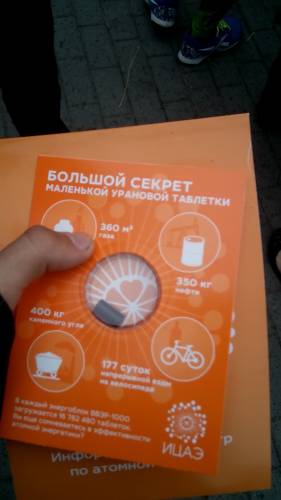 БОЛЬШОЙ СЕКРЕТ
МАЛЕНЬКОЙ УРАНОВОЙ ТАБЛЕТКИ
360 м³
газа
350 кг
нефти
400 кг
каменного угля
177 суток
непрерывной езды
на велосипеде
В каждый энергоблок ВВЭР-1000
загружается 15 782 480 таблеток.
Вы еще сомневаетесь в эффективности
атомной энергетики?
ИЦАЭ
Инфор
по атомной